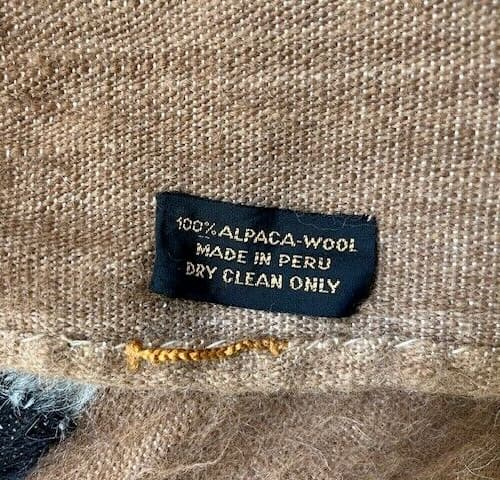 100% ALPACA-WOOL
MADE IN PERU
DRY CLEAN ONLY